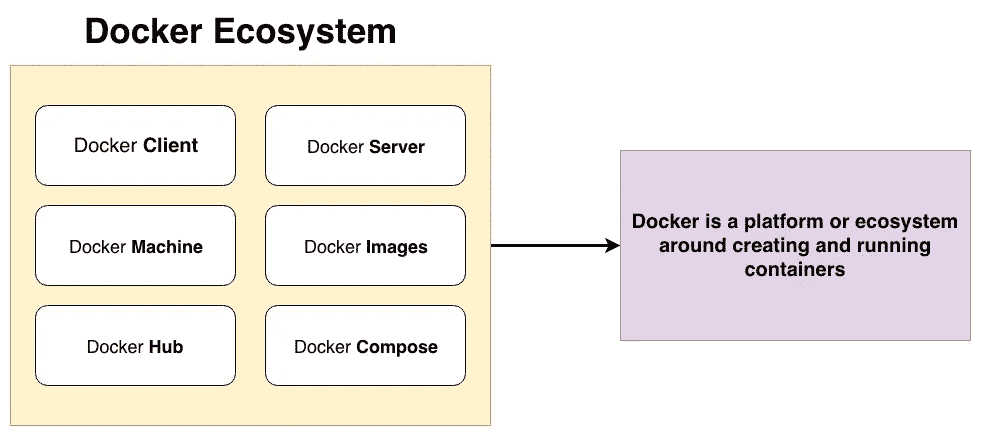 Docker Ecosystem
Docker Client
Docker Server
Docker Machine
Docker Images
Docker Hub
Docker Compose
Docker is a platform or ecosystem
around creating and running
containers